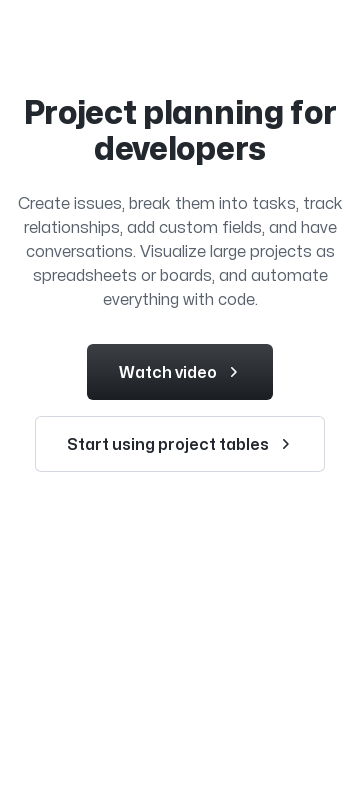 Project planning for
developers
Create issues, break them into tasks, track
relationships, add custom fields, and have
conversations. Visualize large projects as
spreadsheets or boards, and automate
everything with code.
Watch video
Start using project tables